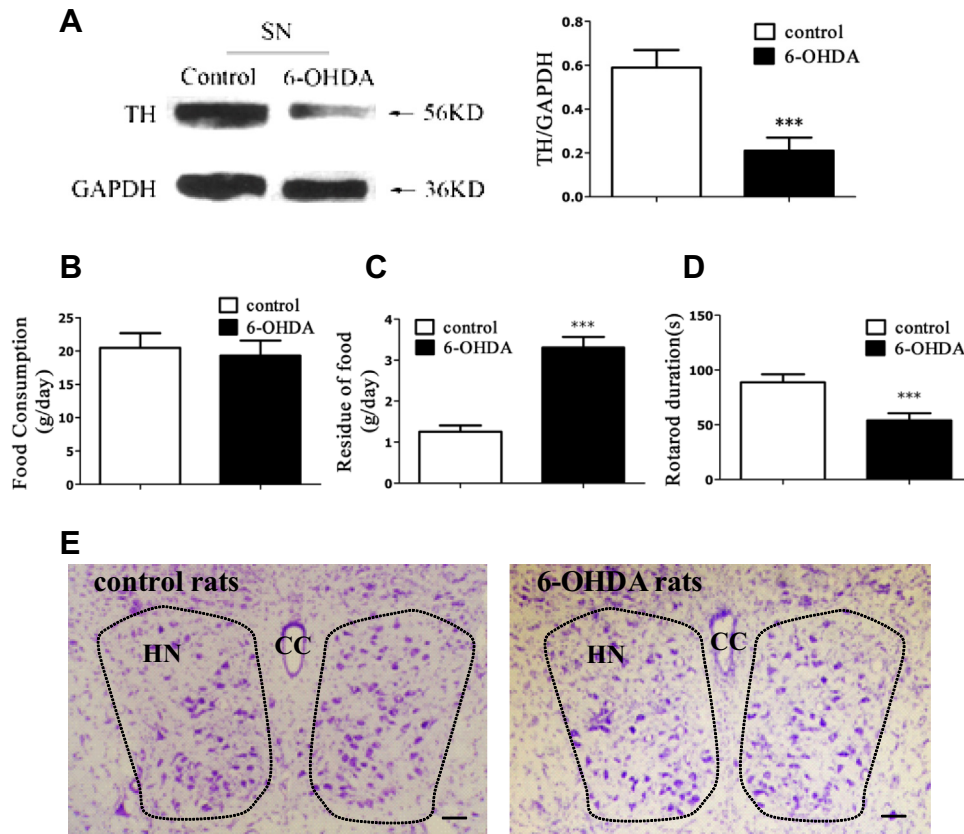 A
SN
Control 6-OHDA
TH ← 56KD
GAPDH ← 36KD
TH/GAPDH
0.8
0.6
0.4
0.2
0.0
control
6-OHDA
***
B
Food Consumption
(g/day)
25
20
15
10
5
0
control
6-OHDA
C
Residue of food
(g/day)
4
3
2
1
0
control
6-OHDA
***
D
Rotarod duration(s)
150
100
50
0
control
6-OHDA
***
E
control rats
HN
CC
6-OHDA rats
HN
CC